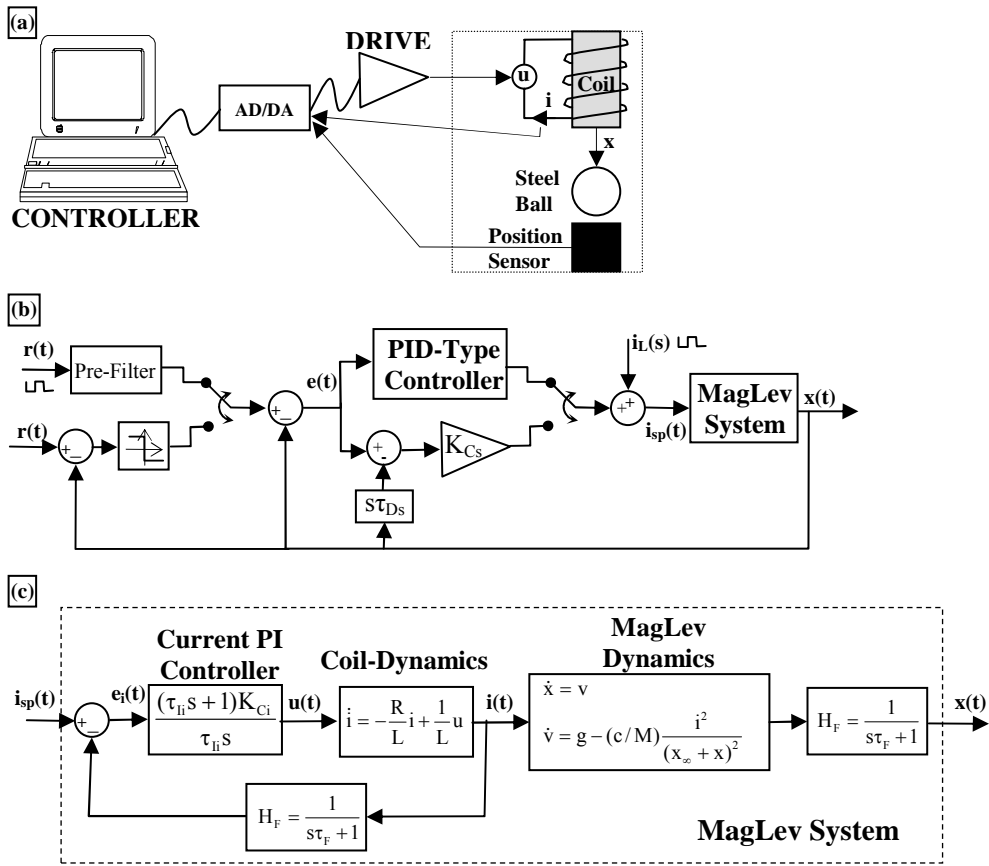 (a)
DRIVE
AD/DA
u
i
Coil
x
Steel
Ball
Position
Sensor
CONTROLLER
(b)
r(t)
Pre-Filter
r(t)
+
−
+
−
e(t)
PID-Type
Controller
+
-
K_Cs
sτ_Ds
i_L(s)
+
+
i_sp(t)
MagLev
System
x(t)
(c)
i_sp(t)
+
−
e_i(t)
Current PI
Controller
(τ_Ii s + 1)K_Ci
τ_Ii s
u(t)
Coil-Dynamics
i̇ = −(R/L) i + (1/L) u
i(t)
MagLev
Dynamics
ẋ = v
v̇ = g − (c / M) i² / (x_∞ + x)²
H_F = 1 / (sτ_F + 1)
x(t)
H_F = 1 / (sτ_F + 1)
MagLev System